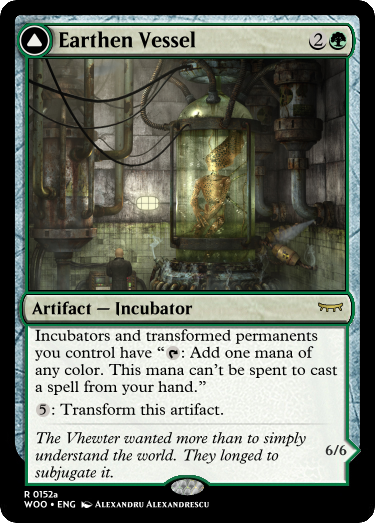 Earthen Vessel 2
Artifact — Incubator
Incubators and transformed permanents
you control have “: Add one mana of
any color. This mana can’t be spent to cast
a spell from your hand.”
5: Transform this artifact.
The Vhewter wanted more than to simply
understand the world. They longed to
subjugate it.
6/6
R 0152a
WOO • ENG Alexandru Alexandrescu